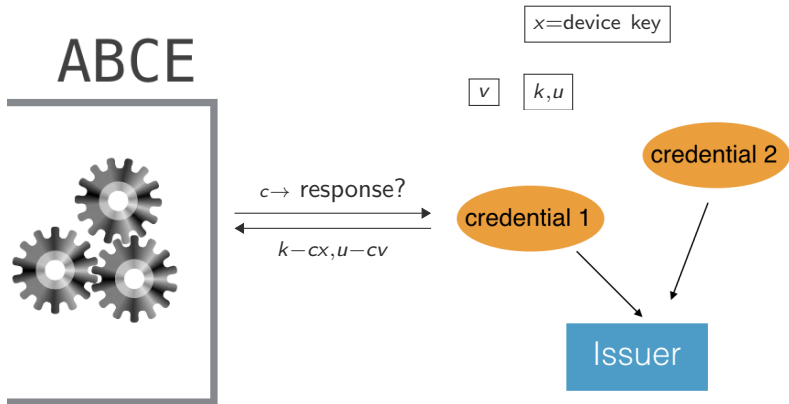 x=device key
ABCE
v
k,u
credential 2
c→ response?
credential 1
k−cx,u−cv
Issuer